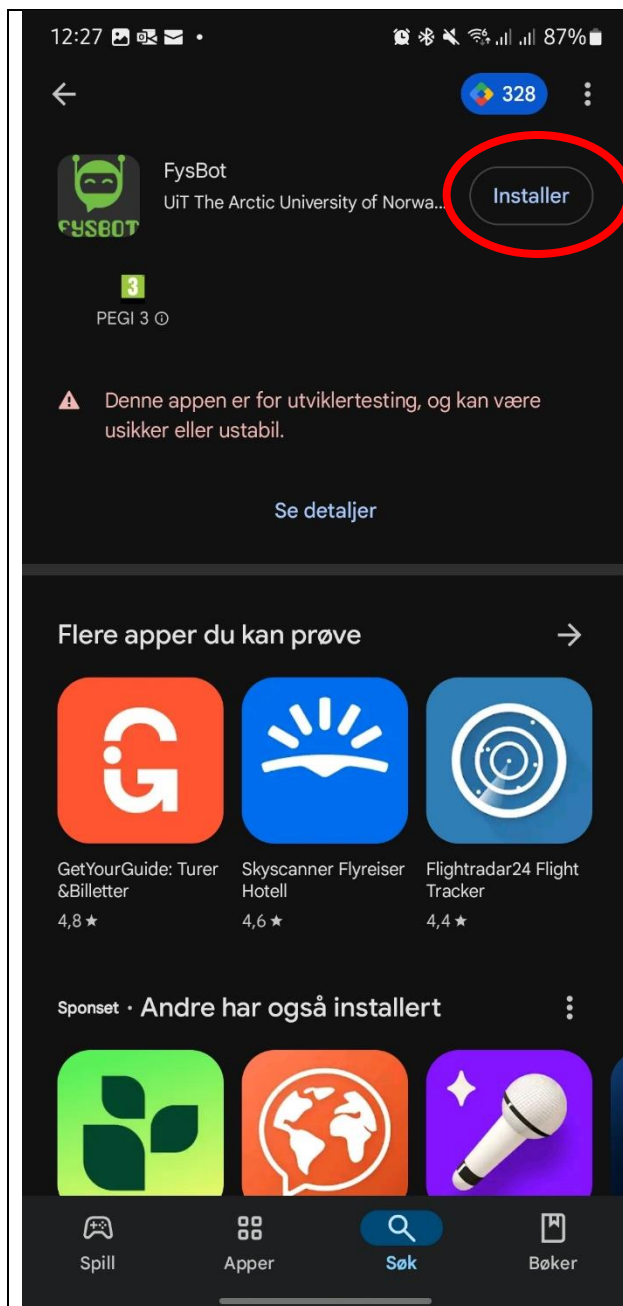 12:27
87%
328
FysBot
UiT The Arctic University of Norwa...
Installer
FYSBOT
3
PEGI 3
Denne appen er for utviklertesting, og kan være
usikker eller ustabil.
Se detaljer
Flere apper du kan prøve
GetYourGuide: Turer
&Billetter
4,8★
Skyscanner Flyreiser
Hotell
4,6★
Flightradar24 Flight
Tracker
4,4★
Sponset · Andre har også installert
Spill
Apper
Søk
Bøker